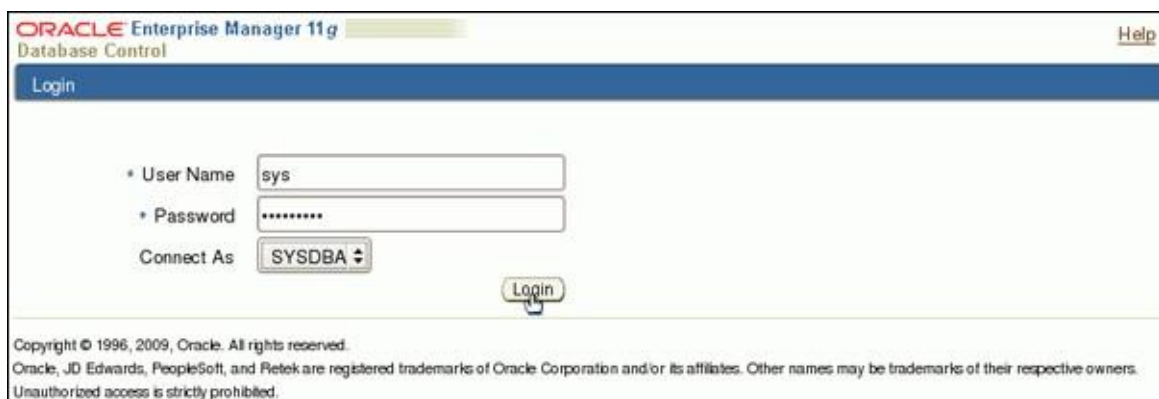 ORACLE Enterprise Manager 11g
Database Control
Help
Login
* User Name sys
* Password •••••••••
Connect As SYSDBA
Login
Copyright © 1996, 2009, Oracle. All rights reserved.
Oracle, JD Edwards, PeopleSoft, and Retek are registered trademarks of Oracle Corporation and/or its affiliates. Other names may be trademarks of their respective owners.
Unauthorized access is strictly prohibited.